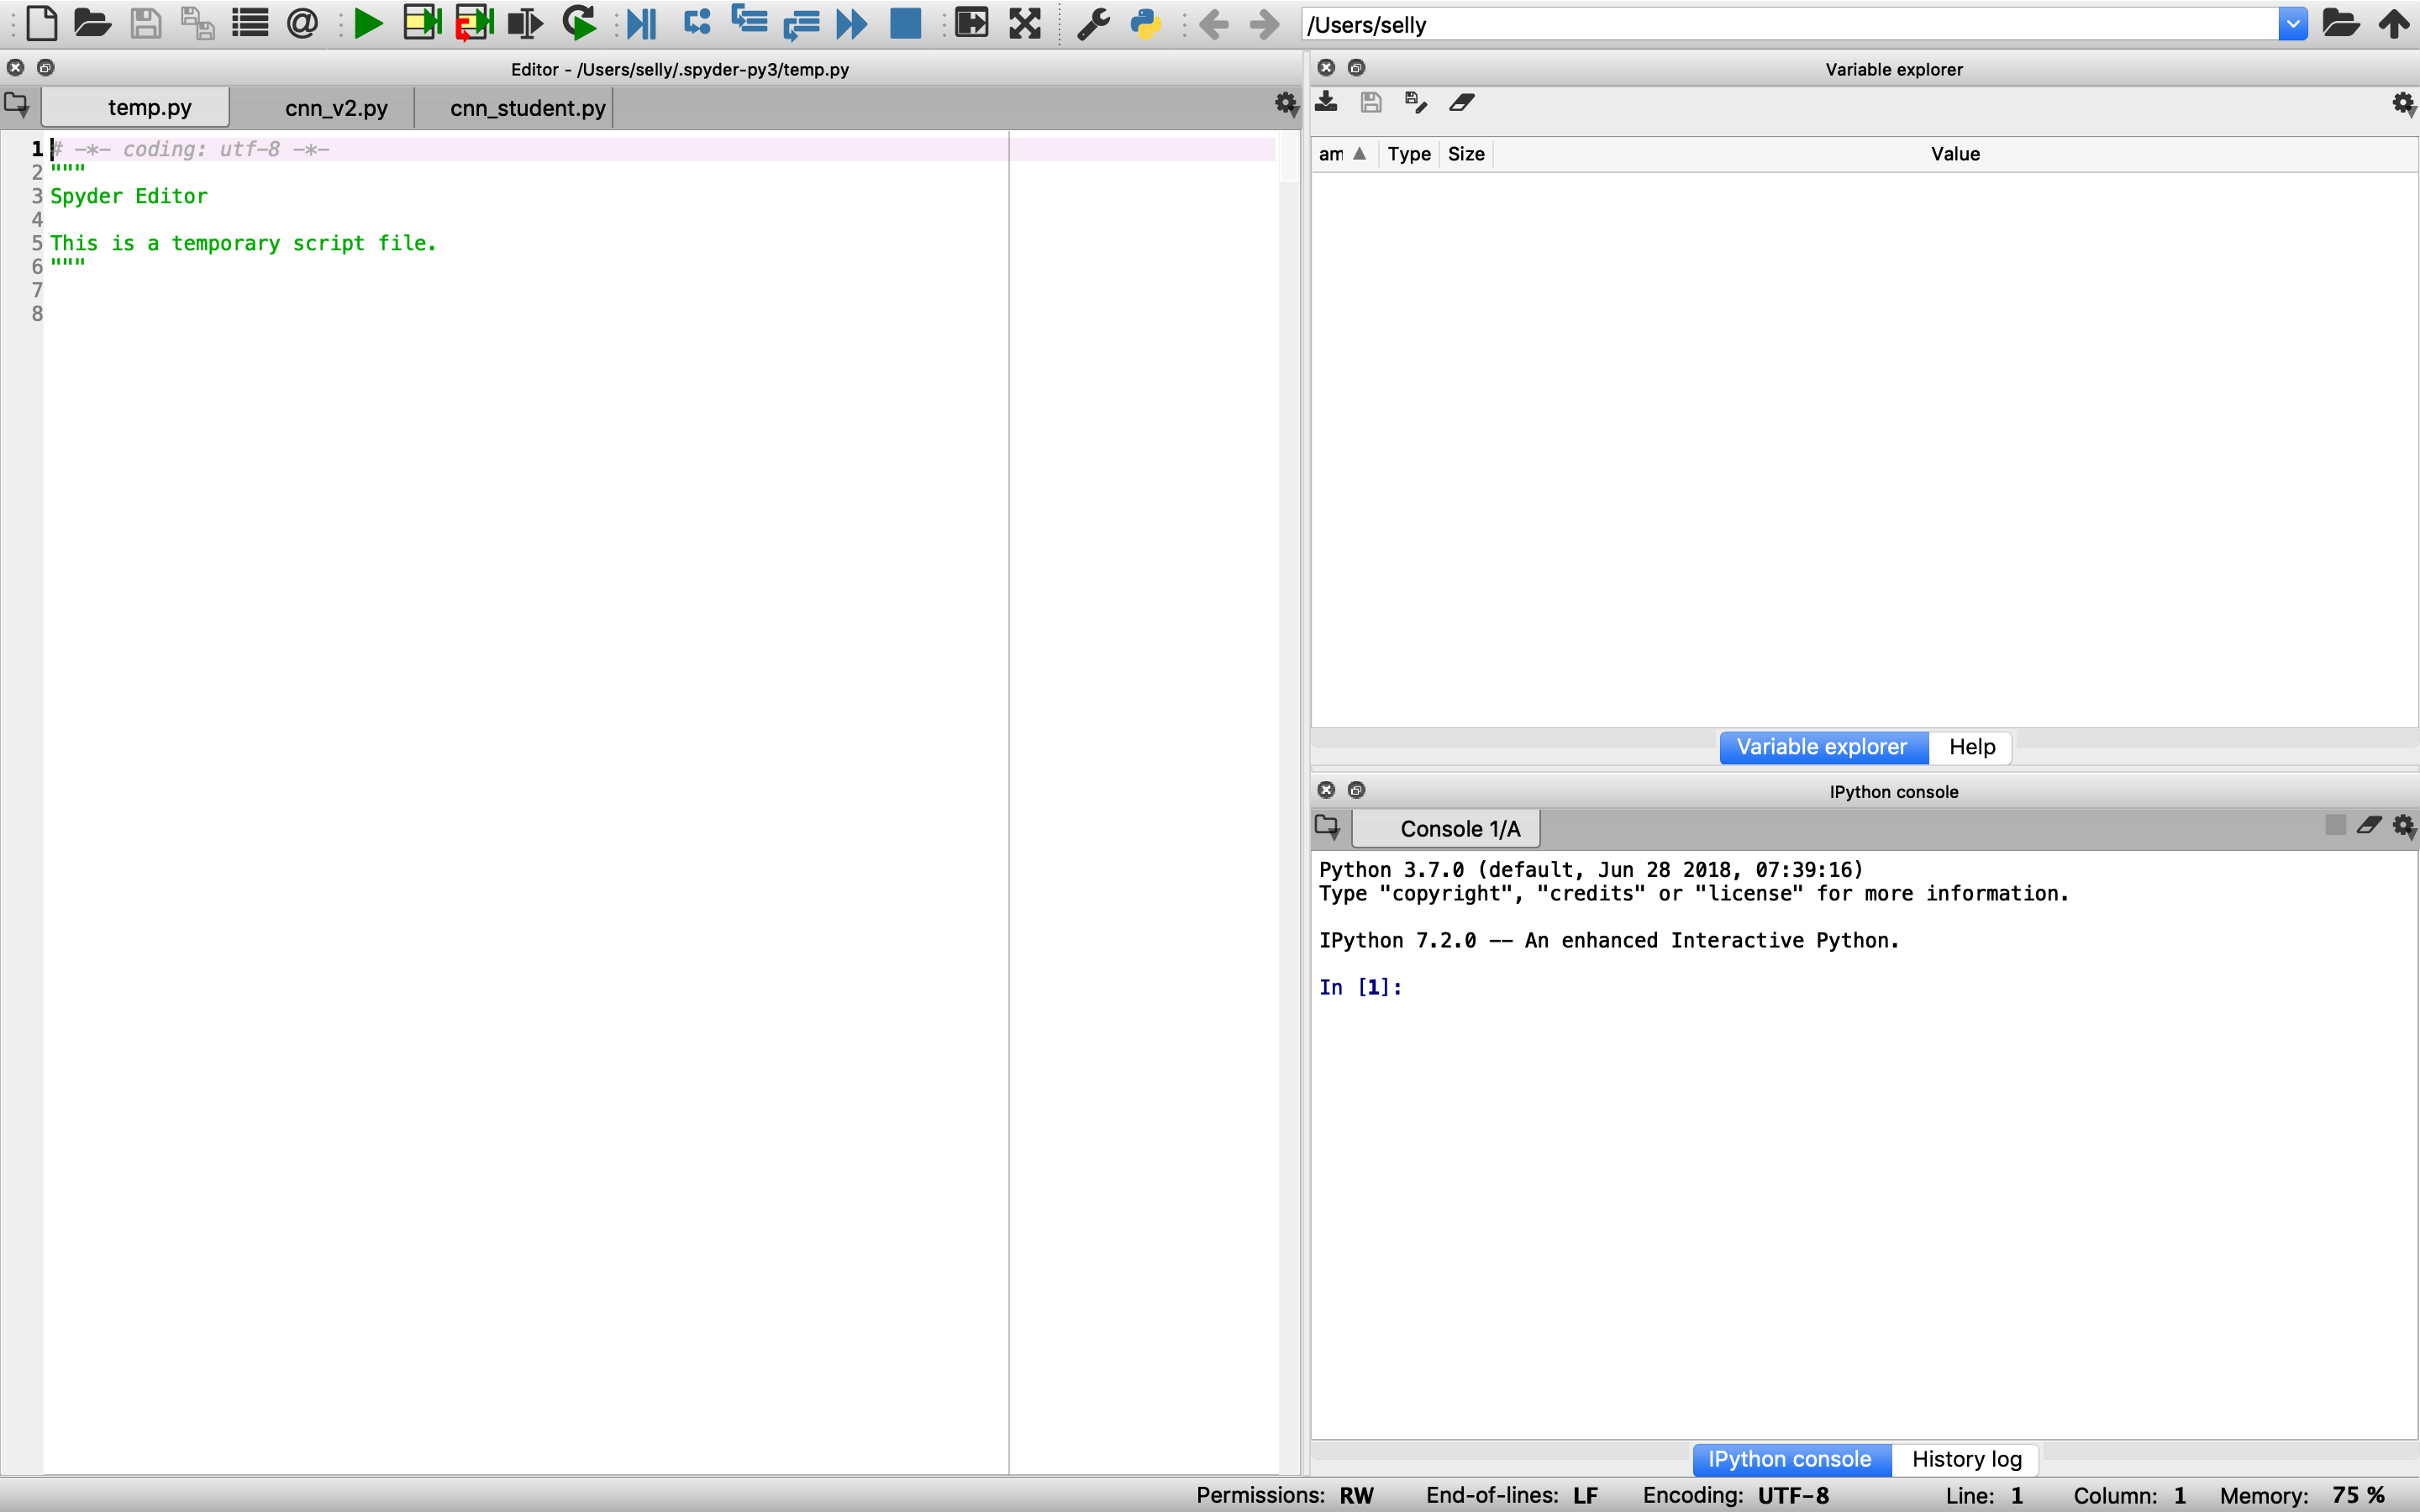 /Users/selly
Editor - /Users/selly/.spyder-py3/temp.py
temp.py
cnn_v2.py
cnn_student.py
1 # -*- coding: utf-8 -*-
2 """
3 Spyder Editor
4
5 This is a temporary script file.
6 """
7
8
Variable explorer
am Type Size Value
Variable explorer Help
IPython console
Console 1/A
Python 3.7.0 (default, Jun 28 2018, 07:39:16)
Type "copyright", "credits" or "license" for more information.
IPython 7.2.0 -- An enhanced Interactive Python.
In [1]:
IPython console History log
Permissions: RW End-of-lines: LF Encoding: UTF-8 Line: 1 Column: 1 Memory: 75 %